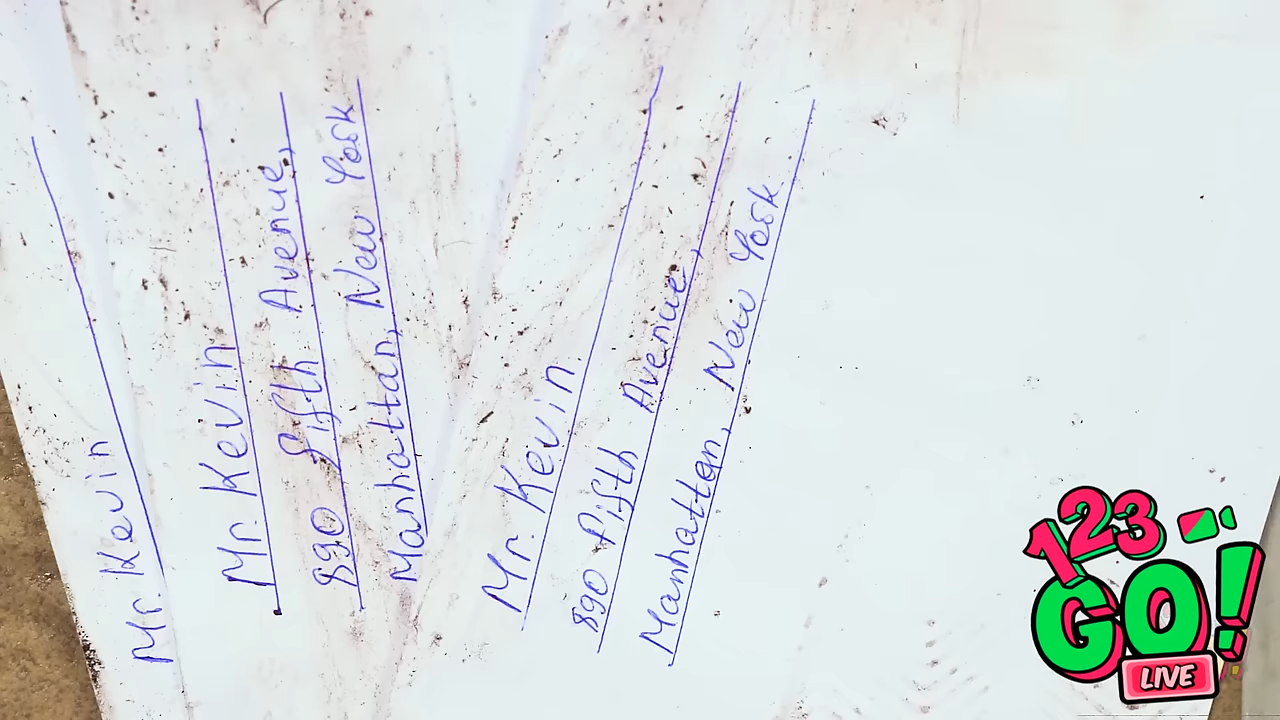 Mr. Kevin
Mr. Kevin
890 fifth Avenue,
Manhattan, New York
Mr. Kevin
890 fifth Avenue,
Manhattan, New York
123
GO!
LIVE